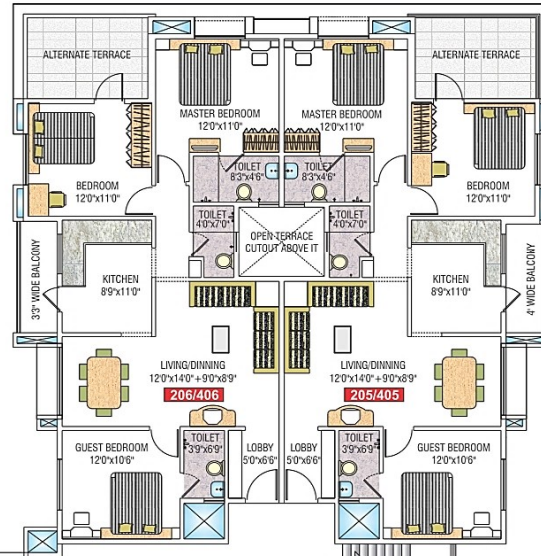 ALTERNATE TERRACE
ALTERNATE TERRACE
MASTER BEDROOM
12'0"x11'0"
MASTER BEDROOM
12'0"x11'0"
TOILET
8'3"x4'6"
TOILET
8'3"x4'6"
BEDROOM
12'0"x11'0"
BEDROOM
12'0"x11'0"
TOILET
4'0"x7'0"
TOILET
4'0"x7'0"
OPEN TERRACE
CUTOUT ABOVE IT
3'3" WIDE BALCONY
KITCHEN
8'9"x11'0"
KITCHEN
8'9"x11'0"
4' WIDE BALCONY
LIVING/DINNING
12'0"x14'0"+9'0"x8'9"
206/406
LIVING/DINNING
12'0"x14'0"+9'0"x8'9"
205/405
GUEST BEDROOM
12'0"x10'6"
TOILET
3'9"x6'9"
LOBBY
5'0"x6'6"
LOBBY
5'0"x6'6"
TOILET
3'9"x6'9"
GUEST BEDROOM
12'0"x10'6"